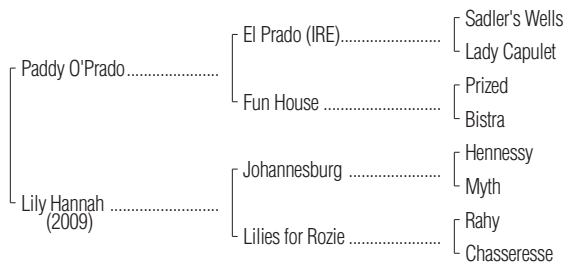 Sadler's Wells
El Prado (IRE)
Lady Capulet
Paddy O'Prado
Prized
Fun House
Bistra
Hennessy
Johannesburg
Myth
Lily Hannah
(2009)
Rahy
Lilies for Rozie
Chasseresse